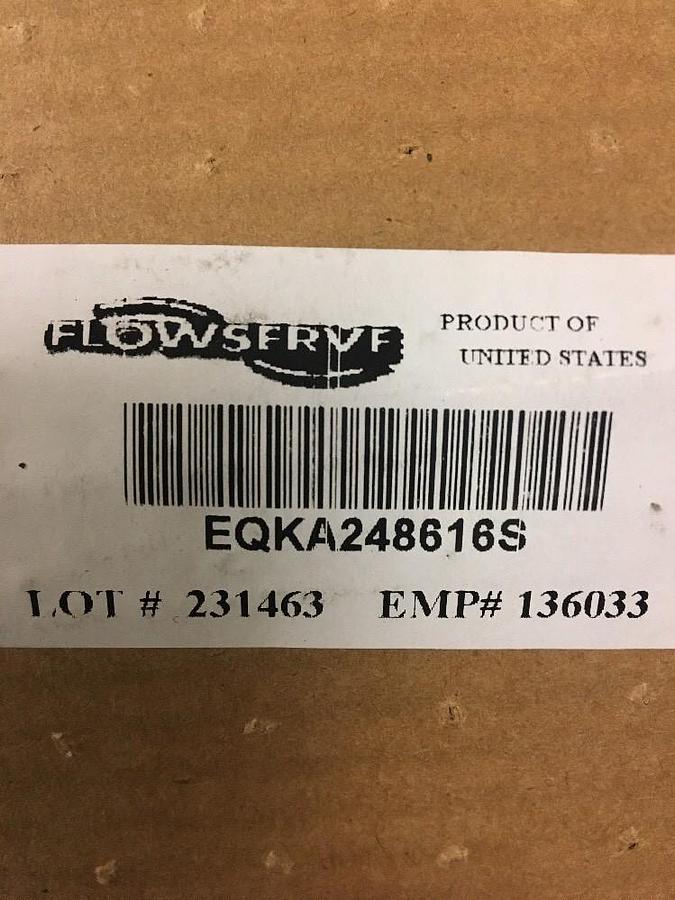 FLOWSERVE
PRODUCT OF
UNITED STATES
EQKA248616S
LOT # 231463 EMP# 136033